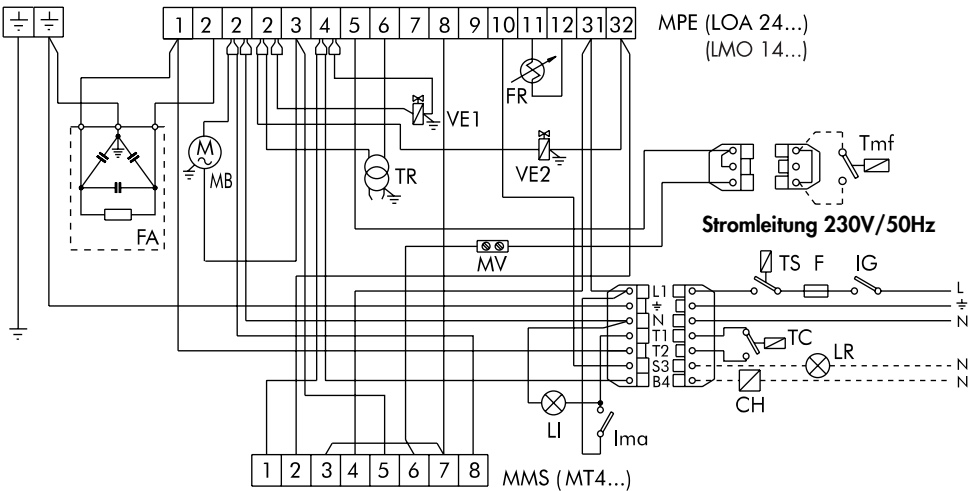 1 2 2 2 3 4 5 6 7 8 9 10 11 12 31 32
MPE (LOA 24...)
(LMO 14...)
FR
VE1
VE2
M
~
MB
TR
FA
Tmf
Stromleitung 230V/50Hz
MV
TS F IG
L1 L
N N
T1
T2
TC
S3
B4
LR
N
N
CH
LI
Ima
1 2 3 4 5 6 7 8
MMS (MT4...)